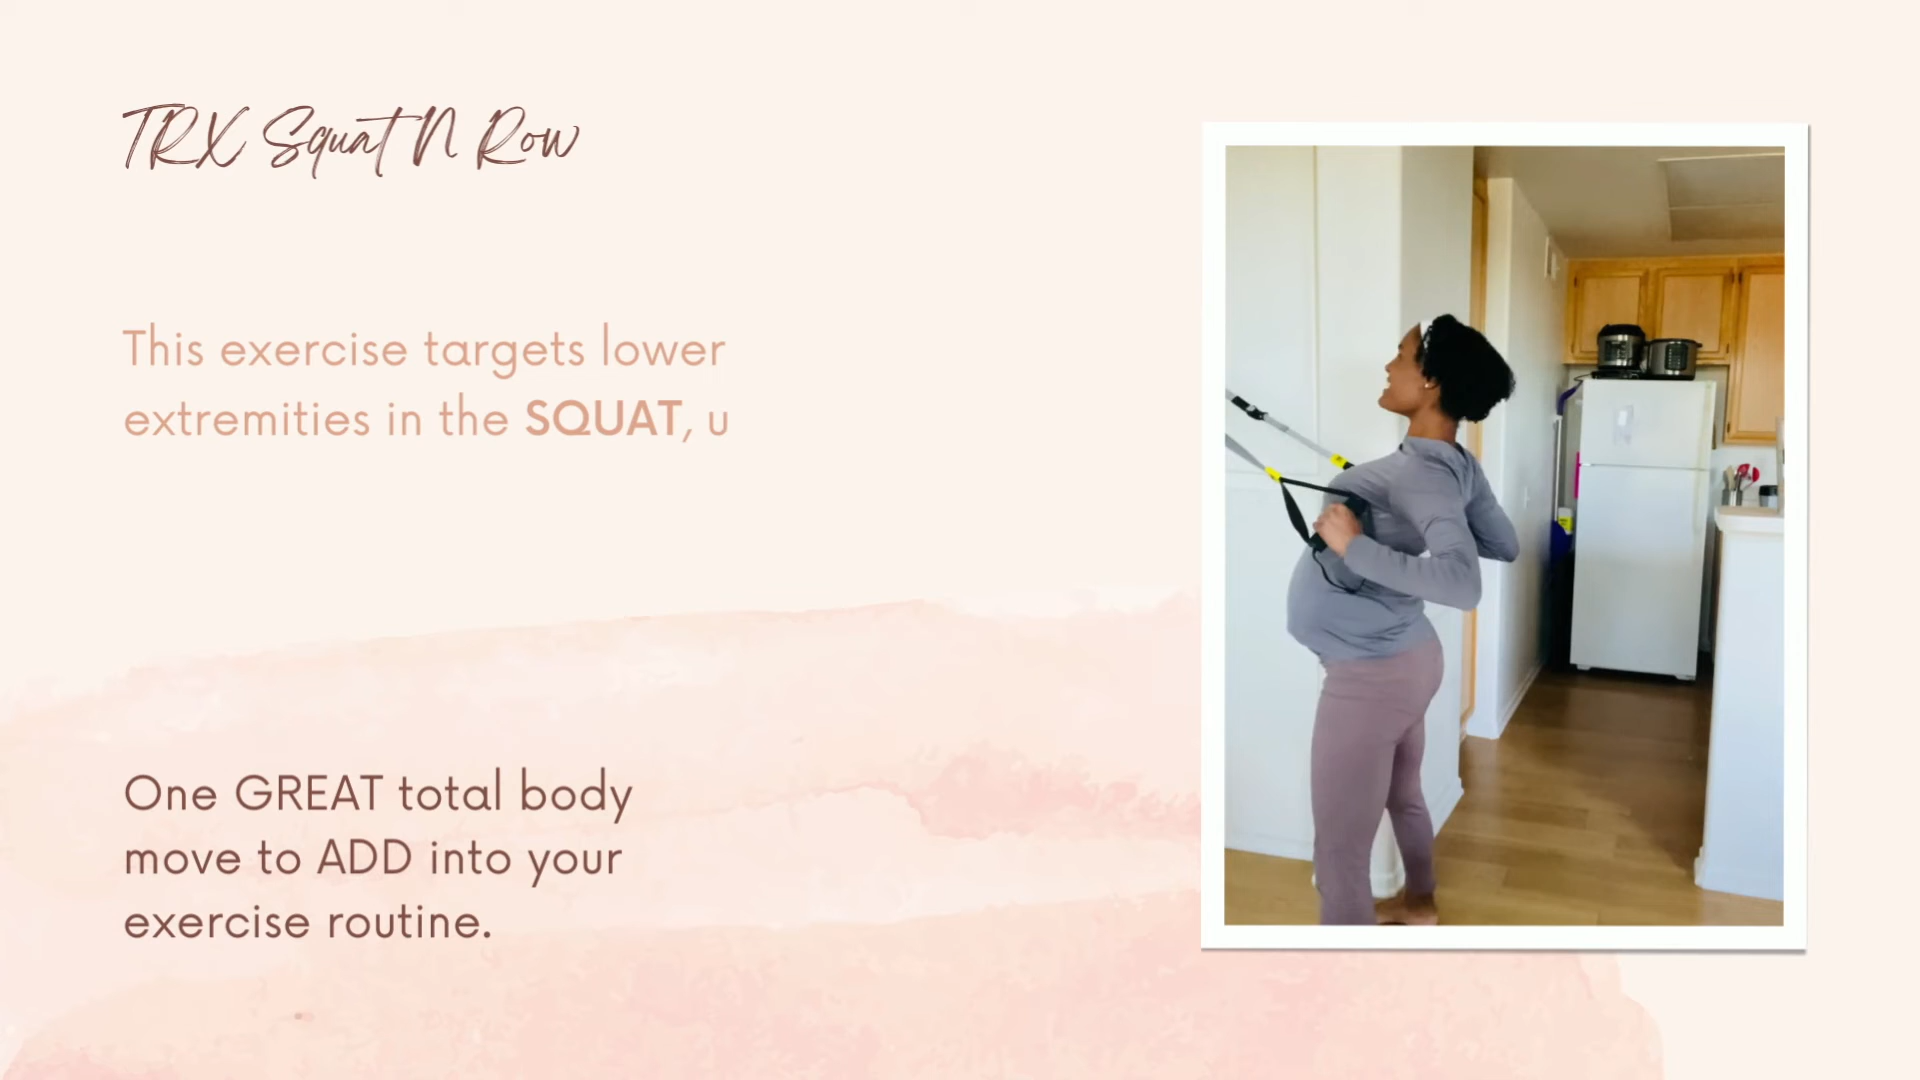 TRX Squat N Row
This exercise targets lower
extremities in the SQUAT, u
One GREAT total body
move to ADD into your
exercise routine.